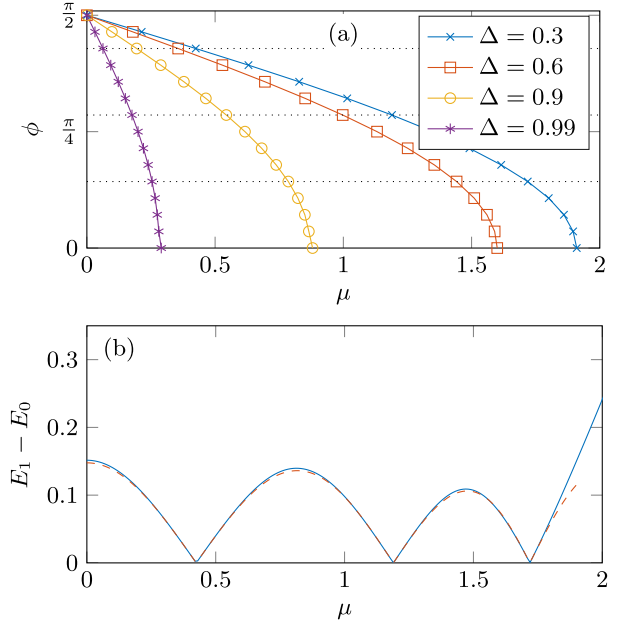 (a)
Δ = 0.3
Δ = 0.6
Δ = 0.9
Δ = 0.99
π/2
π/4
0
ϕ
0 0.5 1 1.5 2
μ
(b)
0.3
0.2
0.1
0
E₁ − E₀
0 0.5 1 1.5 2
μ